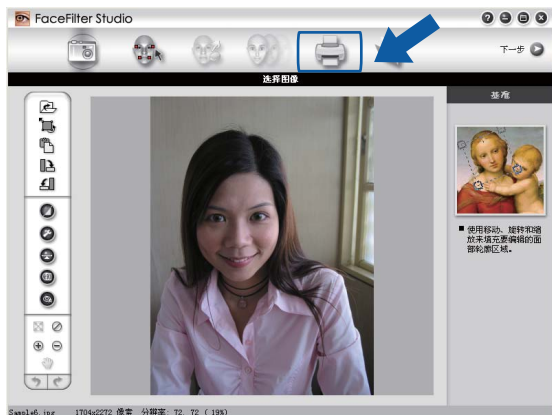 FaceFilter Studio
下一步
选择图像
基准
■ 使用移动、旋转和缩
放来填充要编辑的面
部轮廓区域。
Sample6.jpg 1704x2272 像素 分辨率: 72, 72 ( 19%)